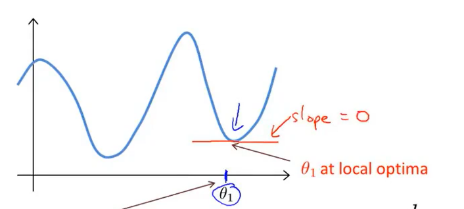 slope = 0
θ₁ at local optima
θ₁